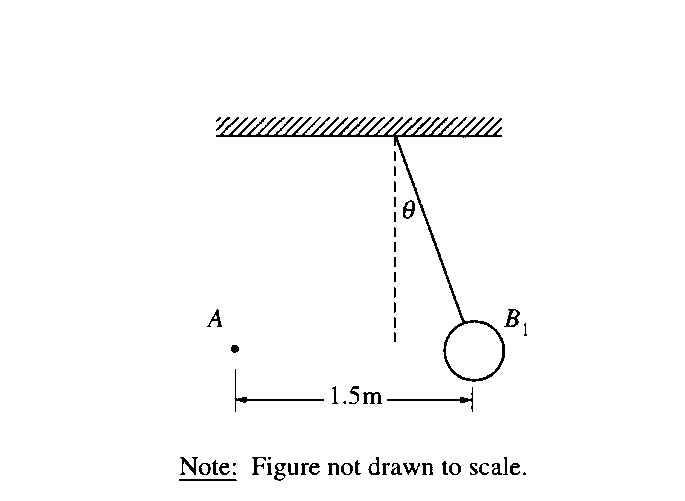 θ
A
B₁
1.5m
Note: Figure not drawn to scale.